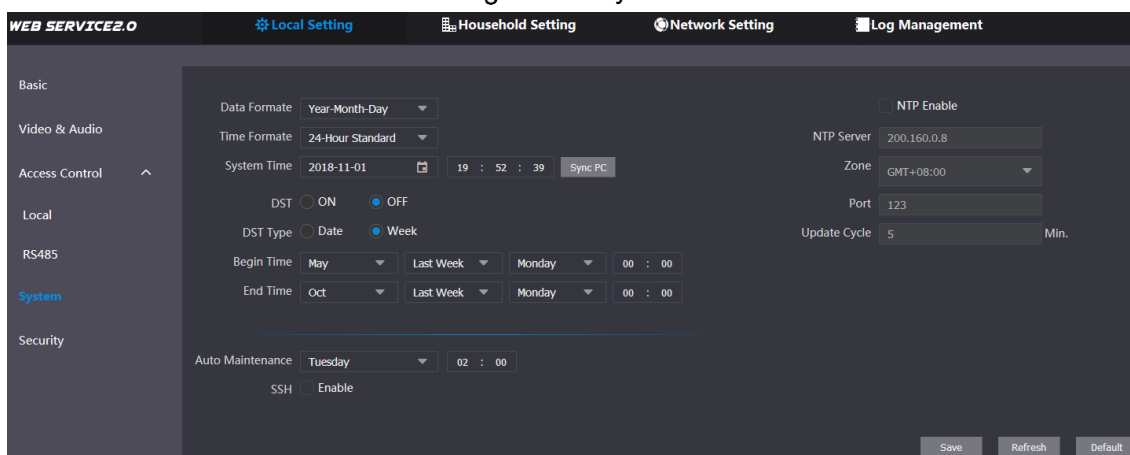 WEB SERVICE2.0 Local Setting Household Setting Network Setting Log Management
Basic
Video & Audio
Access Control
Local
RS485
System
Security
Data Formate Year-Month-Day
Time Formate 24-Hour Standard
System Time 2018-11-01 19 : 52 : 39 Sync PC
DST ON OFF
DST Type Date Week
Begin Time May Last Week Monday 00 : 00
End Time Oct Last Week Monday 00 : 00
Auto Maintenance Tuesday 02 : 00
SSH Enable
NTP Enable
NTP Server 200.160.0.8
Zone GMT+08:00
Port 123
Update Cycle 5 Min.
Save Refresh Default